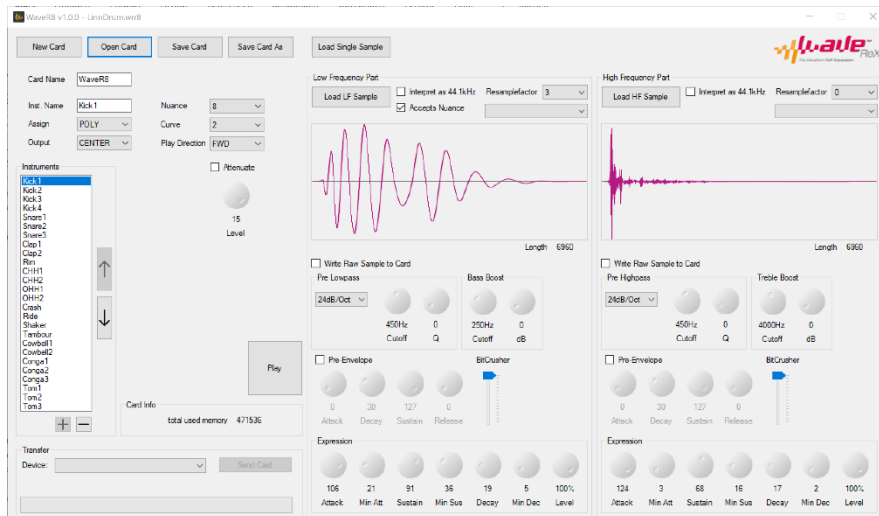 WaveR8 v1.0.0 - LinnDrum.wr8
New Card Open Card Save Card Save Card As Load Single Sample
wave ReX
Card Name WaveR8
Inst. Name Kick1 Nuance 8
Assign POLY Curve 2
Output CENTER Play Direction FWD
Attenuate
15
Level
Instruments
Kick1
Kick2
Kick3
Kick4
Snare1
Snare2
Snare3
Clap1
Clap2
Rim
CHH1
CHH2
OHH1
OHH2
Crash
Ride
Shaker
Tambour
Cowbell1
Cowbell2
Conga1
Conga2
Conga3
Tom1
Tom2
Tom3
+ −
Play
Card Info
total used memory 471536
Transfer
Device: Send Card
Low Frequency Part
Load LF Sample Interpret as 44.1kHz Resamplefactor 3
Accepts Nuance
Length 6960
Write Raw Sample to Card
Pre Lowpass Bass Boost
24dB/Oct
450Hz 0 250Hz 0
Cutoff Q Cutoff dB
Pre-Envelope BitCrusher
0 30 127 0
Attack Decay Sustain Release
Expression
106 21 91 36 19 5 100%
Attack Min Att Sustain Min Sus Decay Min Dec Level
High Frequency Part
Load HF Sample Interpret as 44.1kHz Resamplefactor 0
Length 6960
Write Raw Sample to Card
Pre Highpass Treble Boost
24dB/Oct
450Hz 0 4000Hz 0
Cutoff Q Cutoff dB
Pre-Envelope BitCrusher
0 30 127 0
Attack Decay Sustain Release
Expression
124 3 68 16 17 2 100%
Attack Min Att Sustain Min Sus Decay Min Dec Level